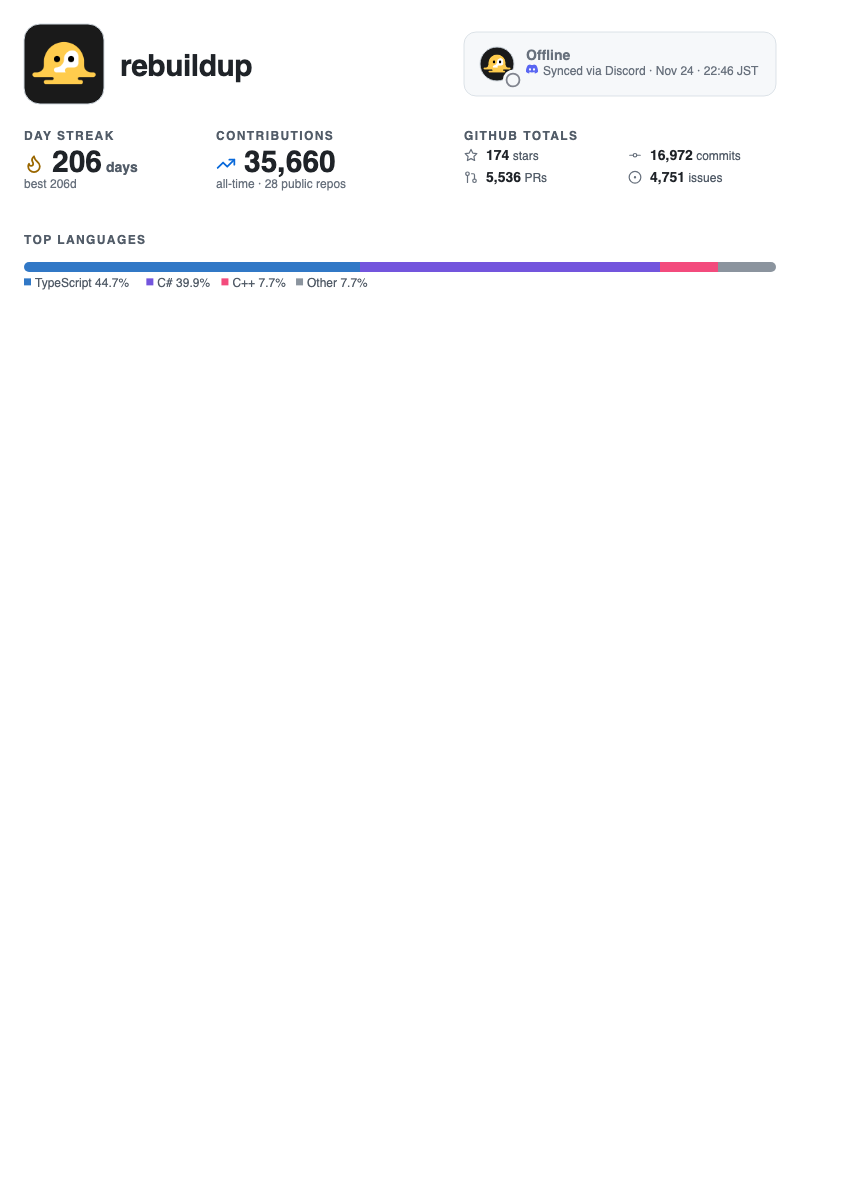 rebuildup
Offline
Synced via Discord · Nov 24 · 22:46 JST
DAY STREAK
206 days
best 206d
CONTRIBUTIONS
35,660
all-time · 28 public repos
GITHUB TOTALS
174 stars
16,972 commits
5,536 PRs
4,751 issues
TOP LANGUAGES
TypeScript 44.7% C# 39.9% C++ 7.7% Other 7.7%